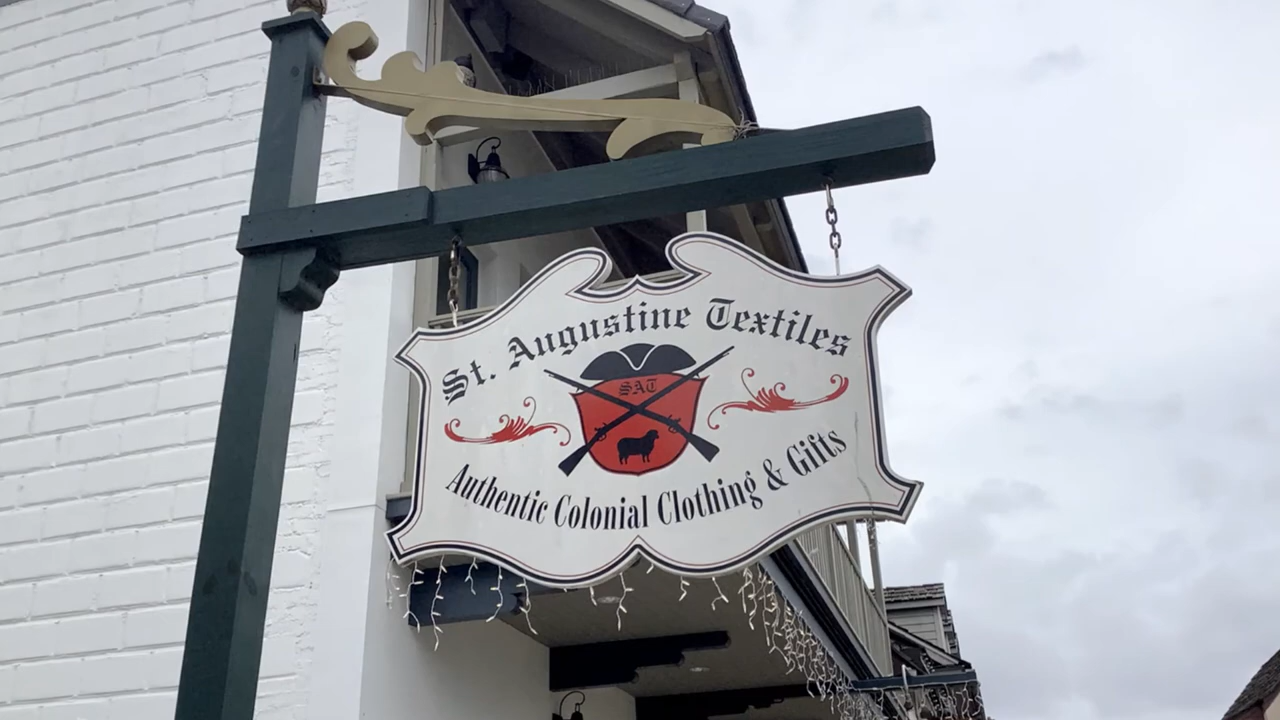 St. Augustine Textiles
SAT
Authentic Colonial Clothing & Gifts